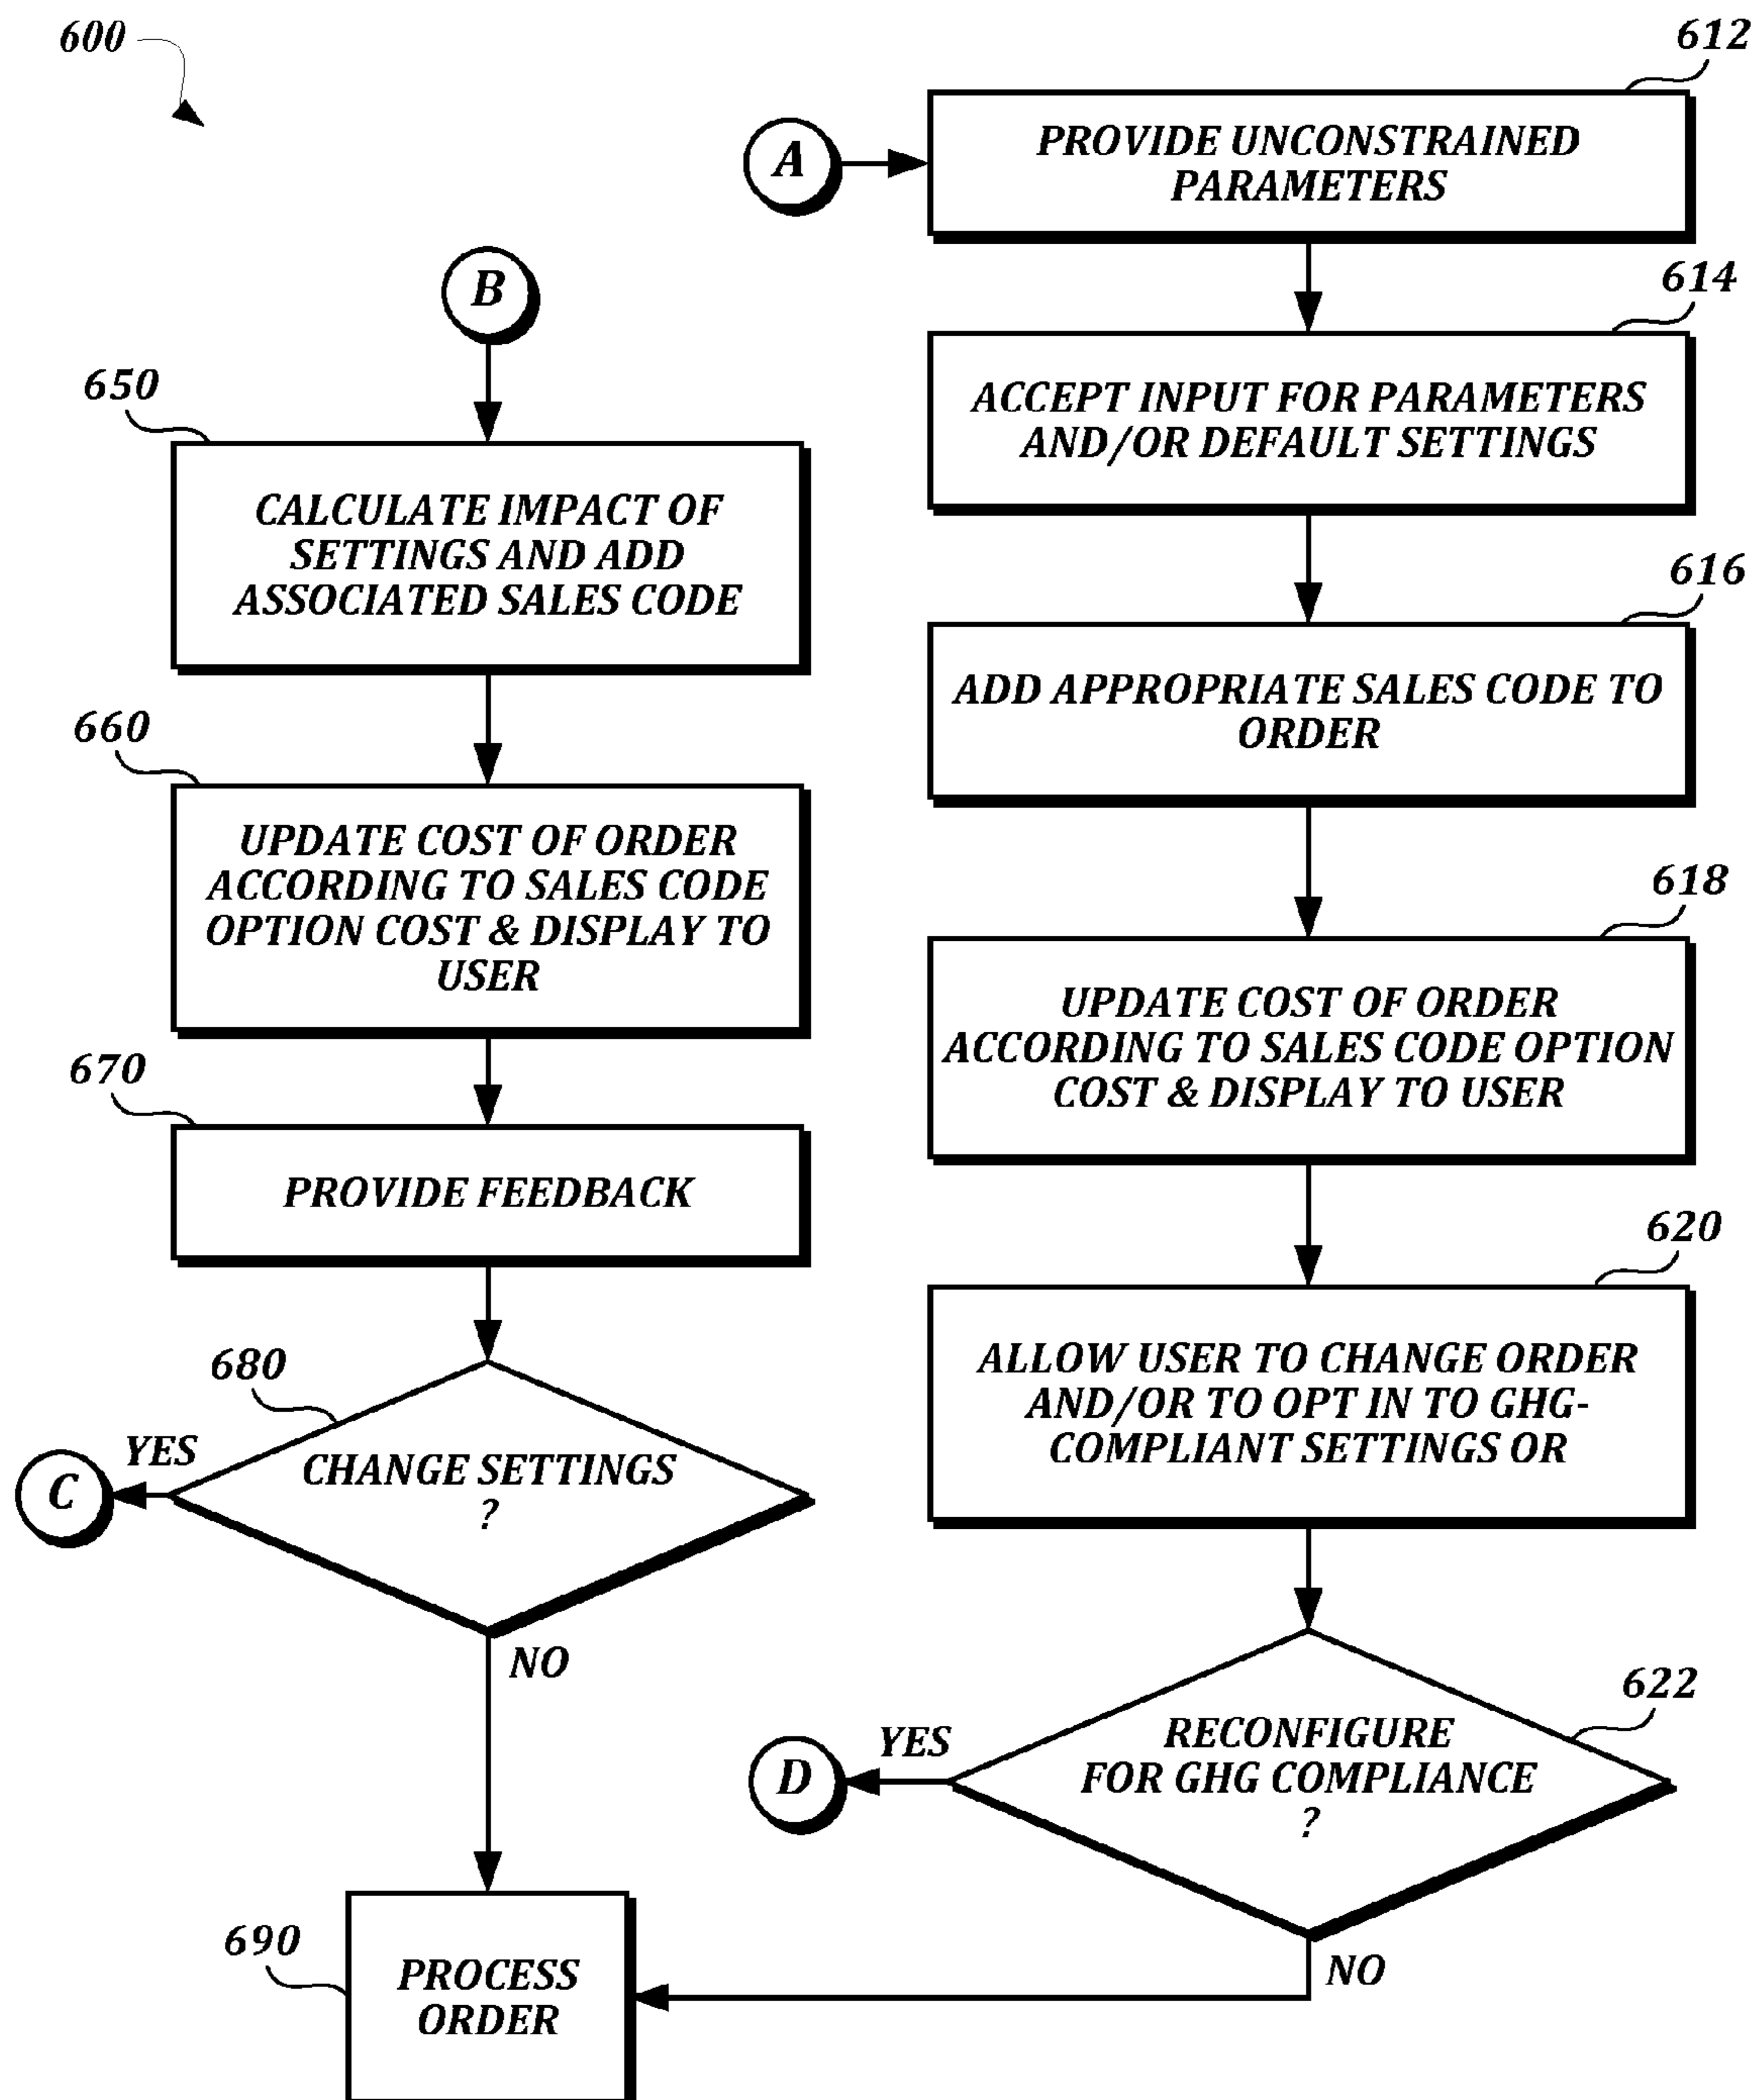 600
612
A
PROVIDE UNCONSTRAINED
PARAMETERS
614
B
ACCEPT INPUT FOR PARAMETERS
AND/OR DEFAULT SETTINGS
650
CALCULATE IMPACT OF
SETTINGS AND ADD
ASSOCIATED SALES CODE
616
ADD APPROPRIATE SALES CODE TO
ORDER
660
UPDATE COST OF ORDER
ACCORDING TO SALES CODE
OPTION COST & DISPLAY TO
USER
618
UPDATE COST OF ORDER
ACCORDING TO SALES CODE OPTION
COST & DISPLAY TO USER
670
PROVIDE FEEDBACK
620
ALLOW USER TO CHANGE ORDER
AND/OR TO OPT IN TO GHG-
COMPLIANT SETTINGS OR
680
CHANGE SETTINGS
?
YES
C
NO
622
RECONFIGURE
FOR GHG COMPLIANCE
?
YES
D
NO
690
PROCESS
ORDER